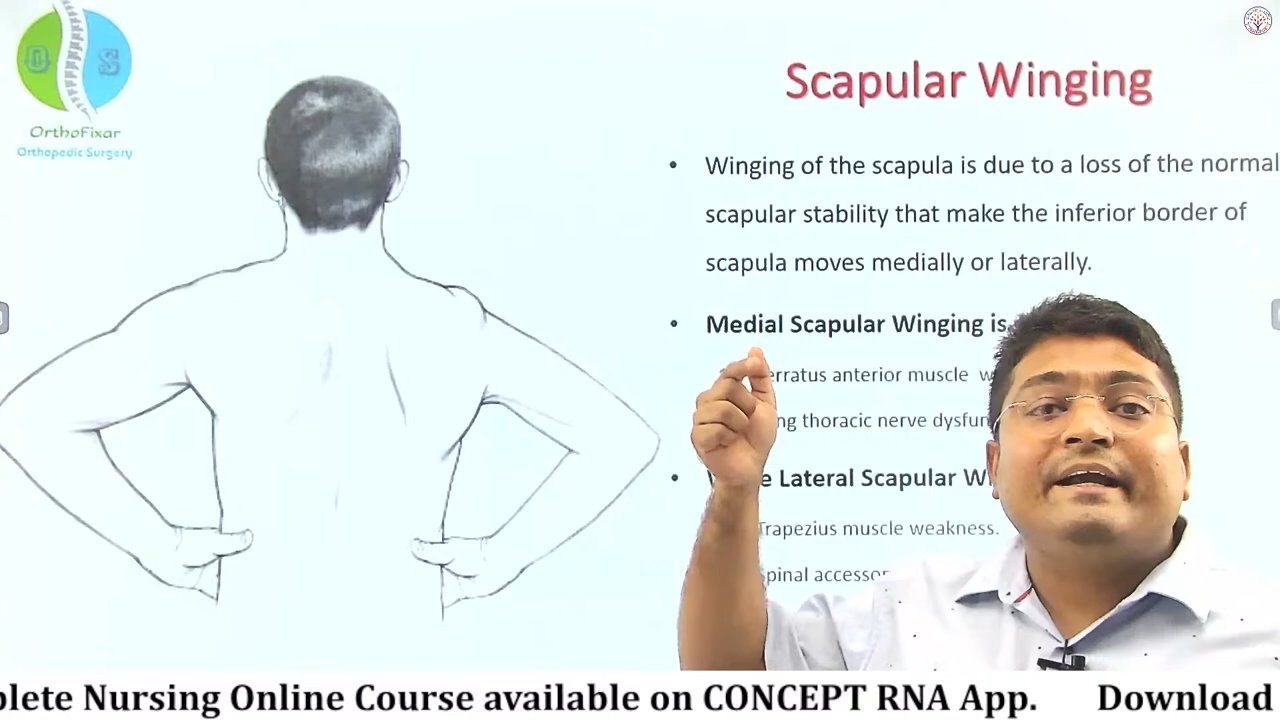 O S
OrthoFixar
Orthopedic Surgery
Scapular Winging
• Winging of the scapula is due to a loss of the normal
scapular stability that make the inferior border of
scapula moves medially or laterally.
• Medial Scapular Winging is
erratus anterior muscle
ng thoracic nerve dysfun
• Lateral Scapular W
Trapezius muscle weakness.
pinal accessor
plete Nursing Online Course available on CONCEPT RNA App. Download